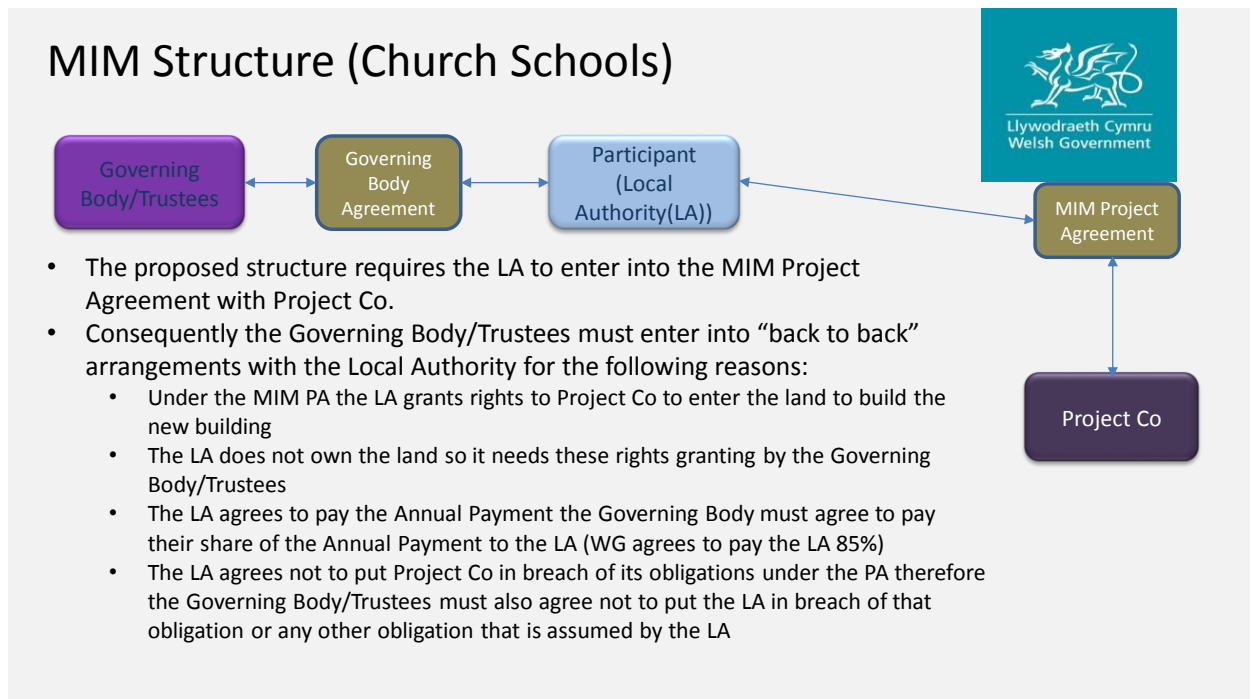 MIM Structure (Church Schools)
Llywodraeth Cymru
Welsh Government
Governing
Body/Trustees
Governing
Body
Agreement
Participant
(Local
Authority(LA))
MIM Project
Agreement
• The proposed structure requires the LA to enter into the MIM Project
Agreement with Project Co.
• Consequently the Governing Body/Trustees must enter into “back to back”
arrangements with the Local Authority for the following reasons:
• Under the MIM PA the LA grants rights to Project Co to enter the land to build the
new building
• The LA does not own the land so it needs these rights granting by the Governing
Body/Trustees
• The LA agrees to pay the Annual Payment the Governing Body must agree to pay
their share of the Annual Payment to the LA (WG agrees to pay the LA 85%)
• The LA agrees not to put Project Co in breach of its obligations under the PA therefore
the Governing Body/Trustees must also agree not to put the LA in breach of that
obligation or any other obligation that is assumed by the LA
Project Co